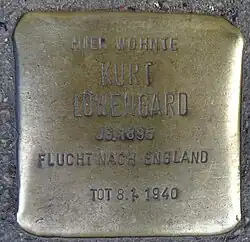 HIER WOHNTE
KURT
LÖWENGARD
JG. 1895
FLUCHT NACH ENGLAND
TOT 8.1.1940